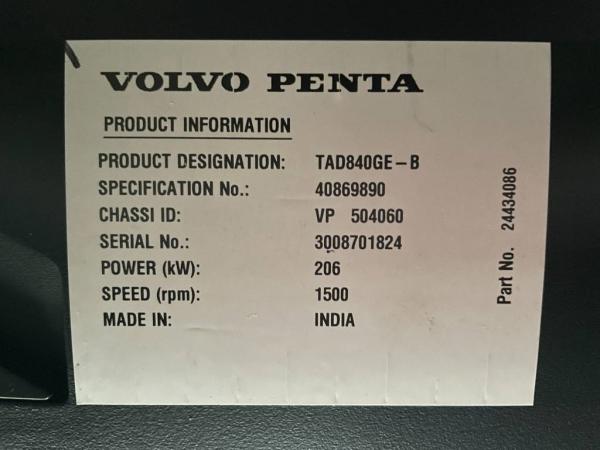 VOLVO PENTA
PRODUCT INFORMATION
PRODUCT DESIGNATION: TAD840GE-B
SPECIFICATION No.: 40869890
CHASSI ID: VP 504060
SERIAL No.: 3008701824
POWER (kW): 206
SPEED (rpm): 1500
MADE IN: INDIA
Part No. 24434086